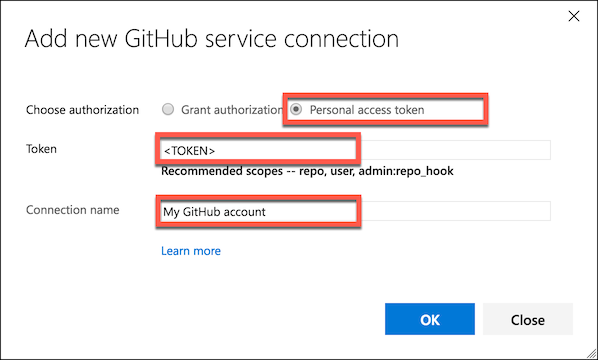 Add new GitHub service connection
Choose authorization Grant authorization Personal access token
Token <TOKEN>
Recommended scopes -- repo, user, admin:repo_hook
Connection name My GitHub account
Learn more
OK Close